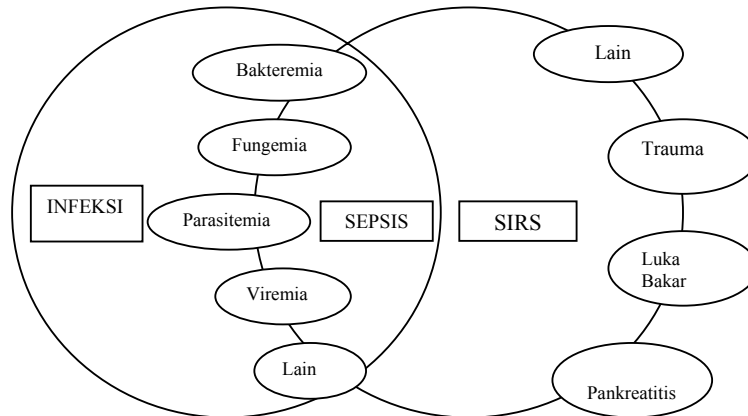 Lain
Bakteremia
Fungemia
Trauma
INFEKSI
Parasitemia
SEPSIS
SIRS
Luka
Bakar
Viremia
Lain
Pankreatitis